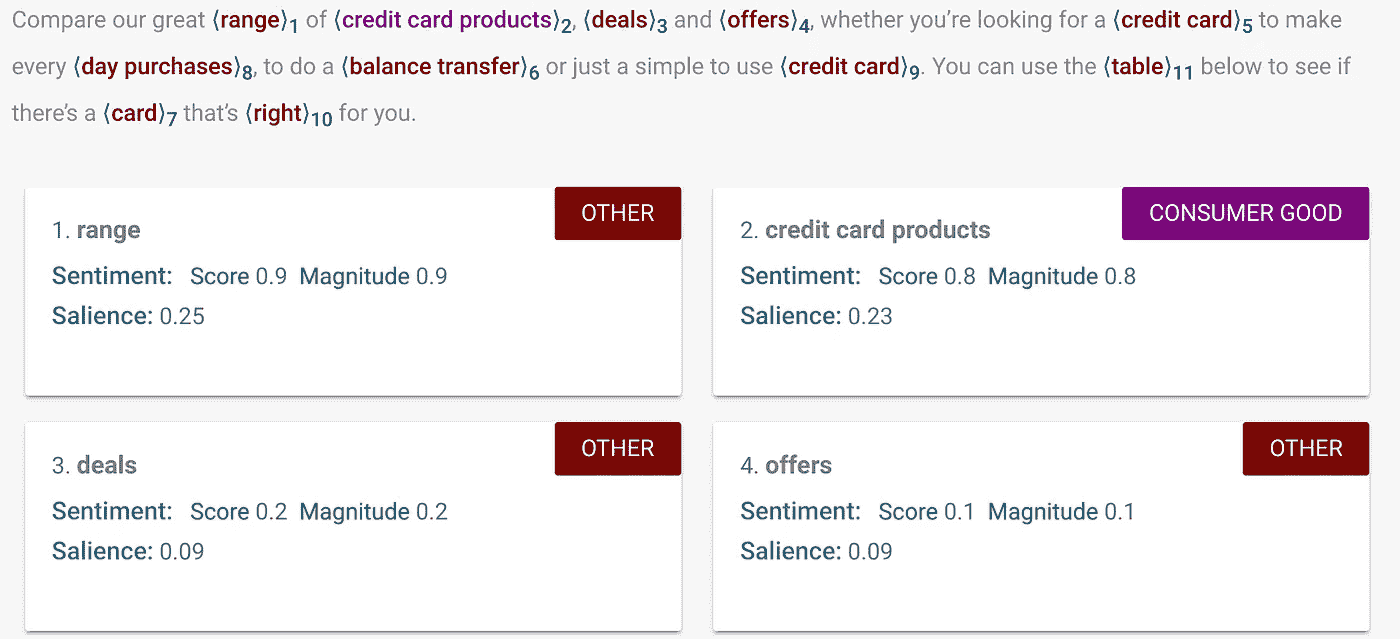 Compare our great ⟨range⟩1 of ⟨credit card products⟩2, ⟨deals⟩3 and ⟨offers⟩4, whether you’re looking for a ⟨credit card⟩5 to make
every ⟨day purchases⟩8, to do a ⟨balance transfer⟩6 or just a simple to use ⟨credit card⟩9. You can use the ⟨table⟩11 below to see if
there’s a ⟨card⟩7 that’s ⟨right⟩10 for you.
OTHER
1. range
Sentiment: Score 0.9 Magnitude 0.9
Salience: 0.25
CONSUMER GOOD
2. credit card products
Sentiment: Score 0.8 Magnitude 0.8
Salience: 0.23
OTHER
3. deals
Sentiment: Score 0.2 Magnitude 0.2
Salience: 0.09
OTHER
4. offers
Sentiment: Score 0.1 Magnitude 0.1
Salience: 0.09